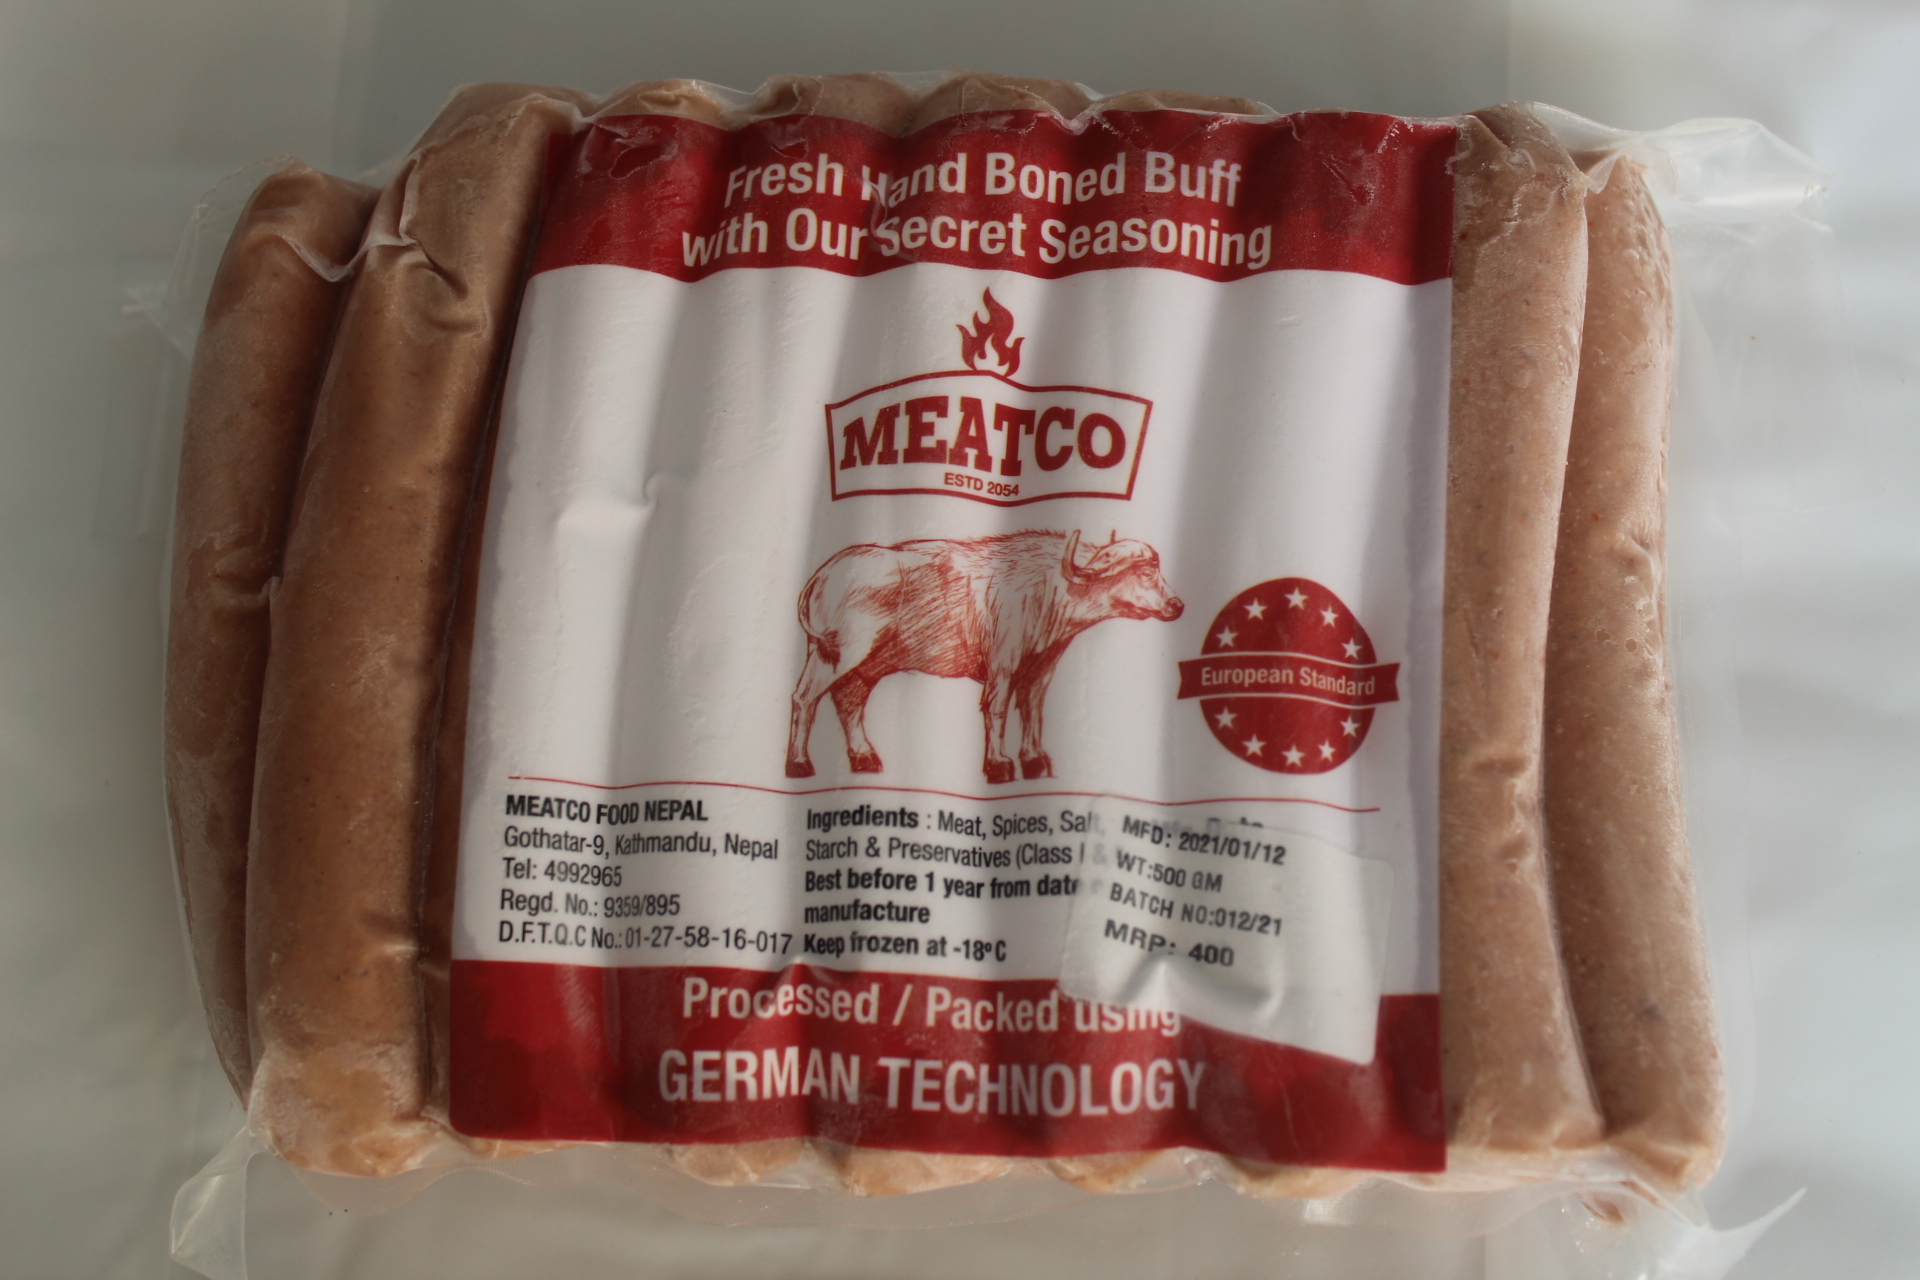 Fresh Hand Boned Buff
with Our Secret Seasoning
MEATCO
ESTD 2054
European Standard
MEATCO FOOD NEPAL
Gothatar-9, Kathmandu, Nepal
Tel: 4992965
Regd. No.: 9359/895
D.F.T.Q.C No.: 01-27-58-16-017
Ingredients : Meat, Spices, Salt,
Starch & Preservatives (Class I &
Best before 1 year from date
manufacture
Keep frozen at -18°C
MFD: 2021/01/12
WT:500 GM
BATCH NO:012/21
MRP: 400
Processed / Packed using
GERMAN TECHNOLOGY